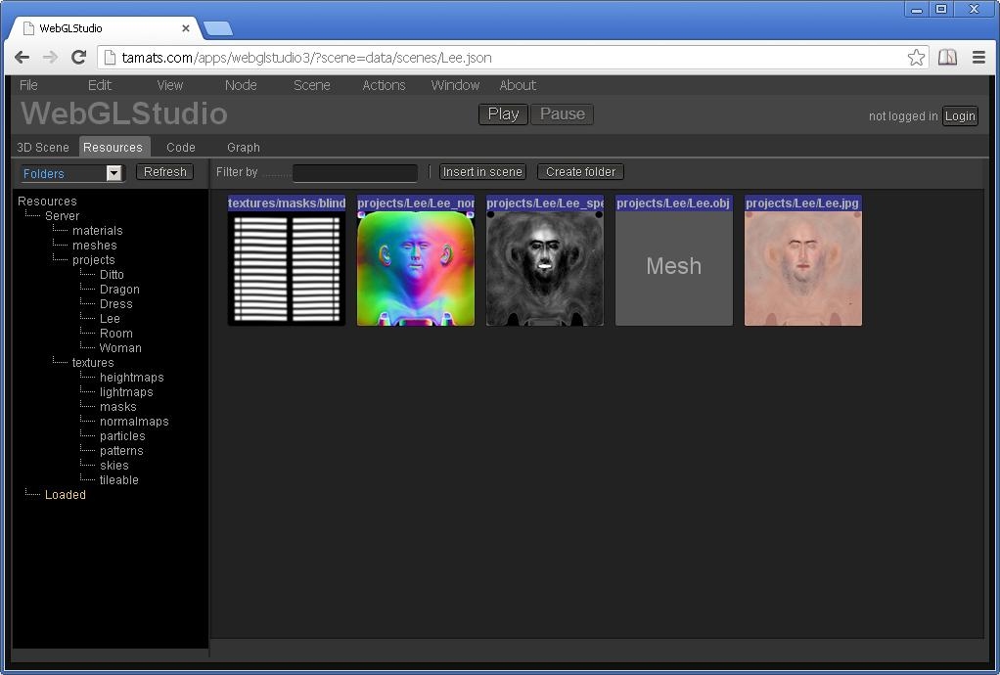 WebGLStudio
tamats.com/apps/webglstudio3/?scene=data/scenes/Lee.json
File Edit View Node Scene Actions Window About
WebGLStudio
Play Pause
not logged in Login
3D Scene Resources Code Graph
Folders Refresh
Filter by .......... Insert in scene Create folder
Resources
Server
materials
meshes
projects
Ditto
Dragon
Dress
Lee
Room
Woman
textures
heightmaps
lightmaps
masks
normalmaps
particles
patterns
skies
tileable
Loaded
textures/masks/blind
projects/Lee/Lee_nor
projects/Lee/Lee_spe
projects/Lee/Lee.obj
Mesh
projects/Lee/Lee.jpg